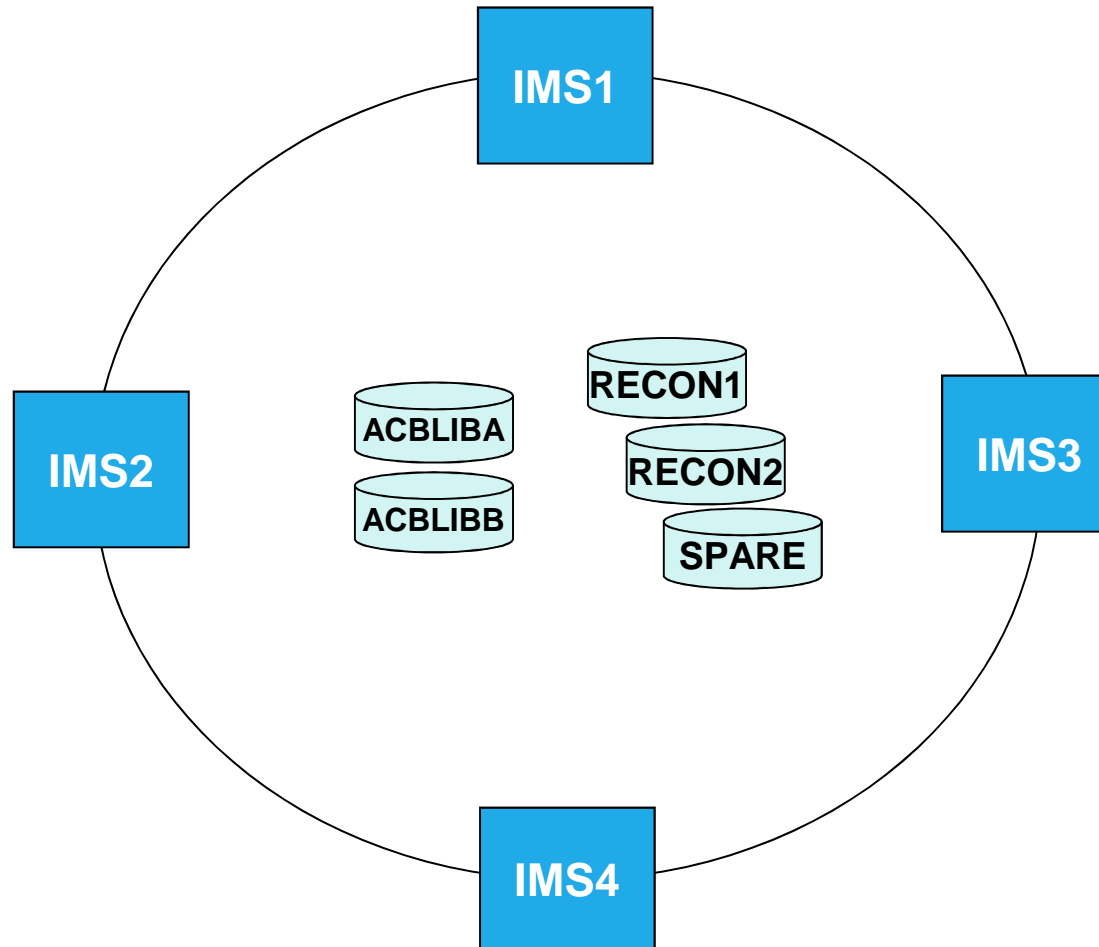 IMS1
RECON1
ACBLIBA
RECON2
IMS2
IMS3
ACBLIBB
SPARE
IMS4